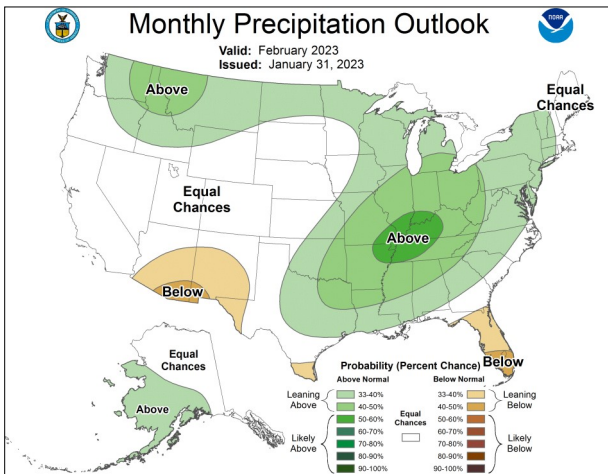 Monthly Precipitation Outlook
Valid: February 2023
Issued: January 31, 2023
NOAA
Above
Equal
Chances
Equal
Chances
Above
Below
Below
Equal
Chances
Above
Probability (Percent Chance)
Above Normal
Below Normal
Leaning
Above
33-40%
40-50%
Likely
Above
50-60%
60-70%
70-80%
80-90%
90-100%
Equal
Chances
33-40%
40-50%
Leaning
Below
50-60%
60-70%
70-80%
80-90%
90-100%
Likely
Below